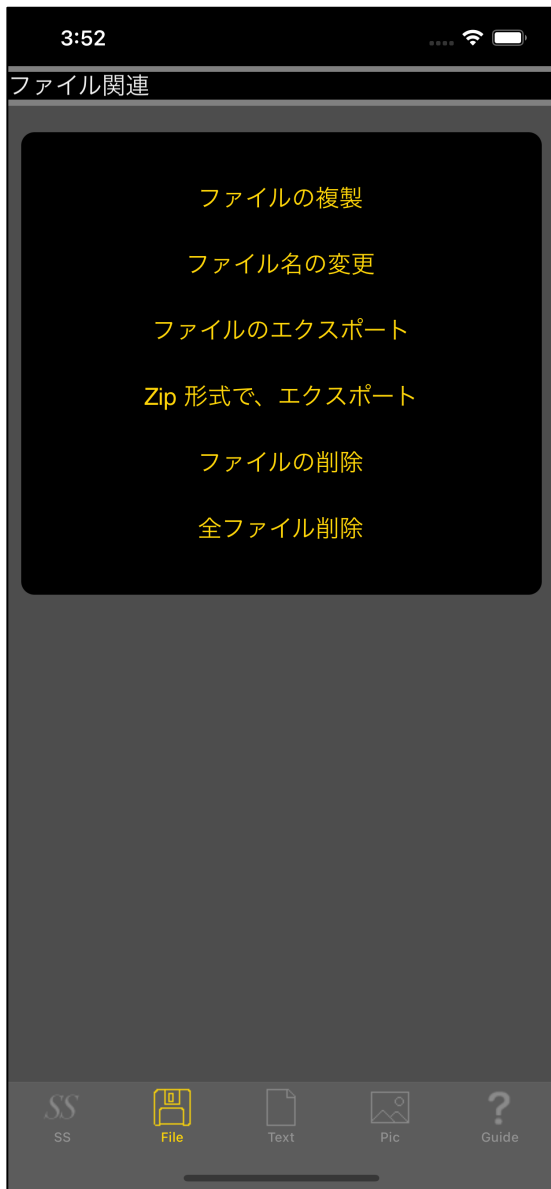 3:52
ファイル関連
ファイルの複製
ファイル名の変更
ファイルのエクスポート
Zip 形式で、エクスポート
ファイルの削除
全ファイル削除
SS
SS File Text Pic Guide